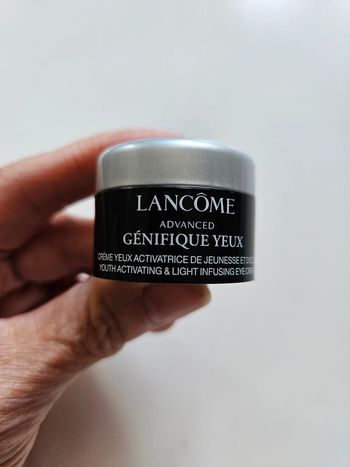 LANCÔME
ADVANCED
GÉNIFIQUE YEUX
CRÈME YEUX ACTIVATRICE DE JEUNESSE ET
YOUTH ACTIVATING & LIGHT INFUSING EYE